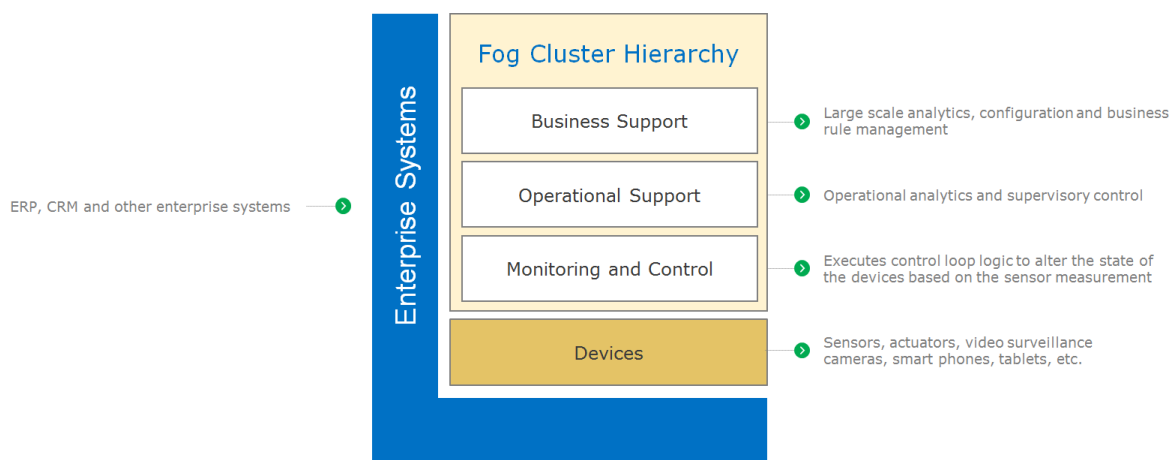 Fog Cluster Hierarchy
Business Support
Large scale analytics, configuration and business
rule management
Operational Support
Operational analytics and supervisory control
ERP, CRM and other enterprise systems
Enterprise Systems
Monitoring and Control
Executes control loop logic to alter the state of
the devices based on the sensor measurement
Devices
Sensors, actuators, video surveillance
cameras, smart phones, tablets, etc.